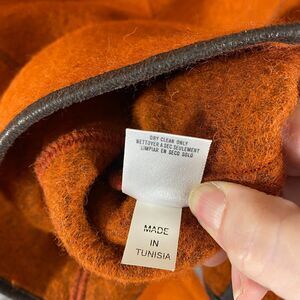 DRY CLEAN ONLY
NETTOYER A SEC SEULEMENT
LIMPIAR EN SECO SOLO
MADE
IN
TUNISIA